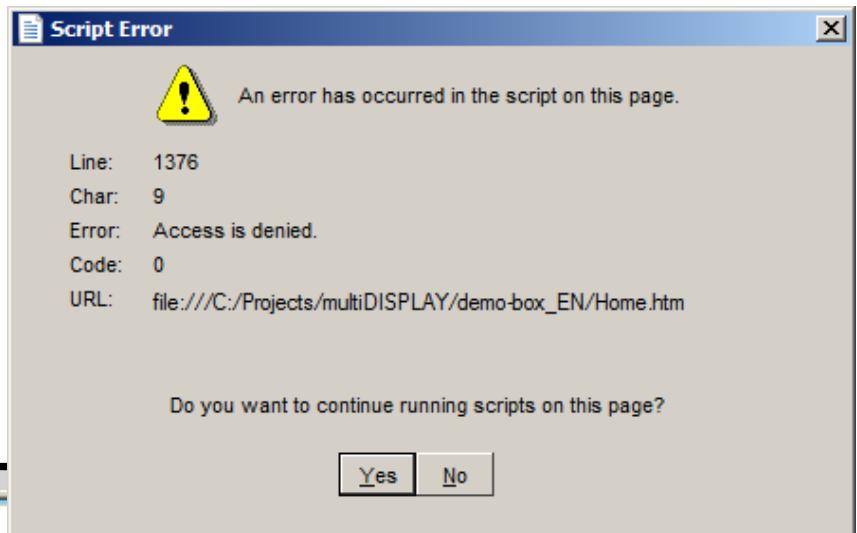 Script Error
An error has occurred in the script on this page.
Line: 1376
Char: 9
Error: Access is denied.
Code: 0
URL: file:///C:/Projects/multiDISPLAY/demo-box_EN/Home.htm
Do you want to continue running scripts on this page?
Yes No